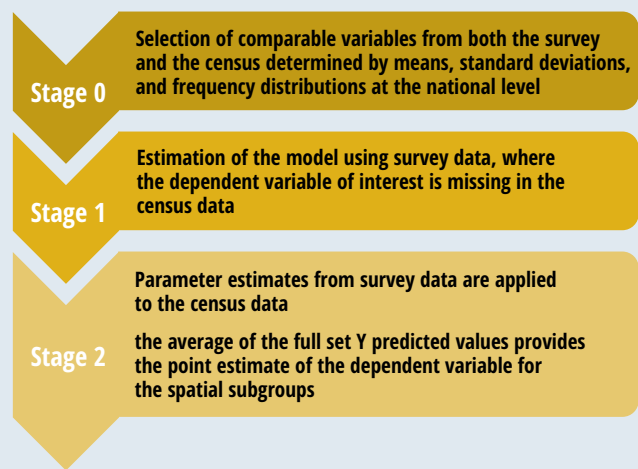 Stage 0
Selection of comparable variables from both the survey
and the census determined by means, standard deviations,
and frequency distributions at the national level
Stage 1
Estimation of the model using survey data, where
the dependent variable of interest is missing in the
census data
Stage 2
Parameter estimates from survey data are applied
to the census data
the average of the full set Y predicted values provides
the point estimate of the dependent variable for
the spatial subgroups